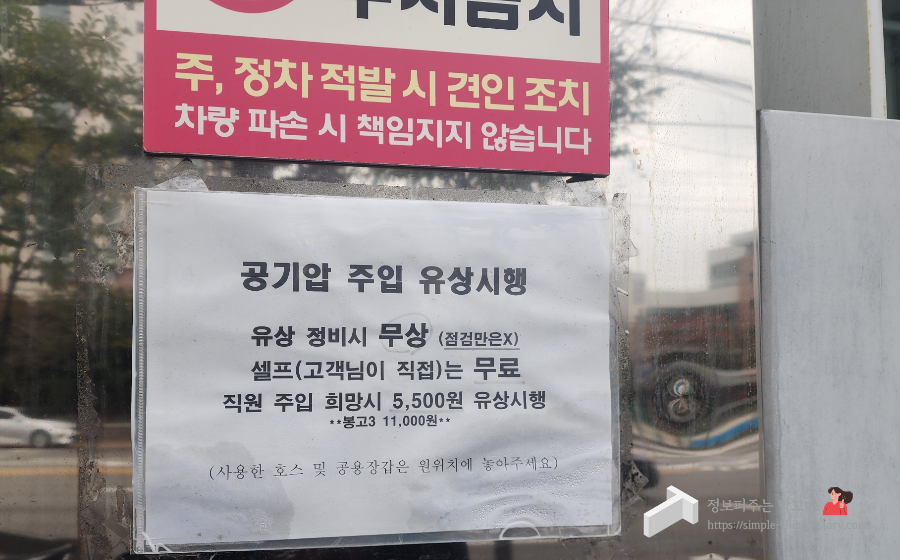 주, 정차 적발 시 견인 조치
차량 파손 시 책임지지 않습니다
공기압 주입 유상시행
유상 정비시 무상 (점검만은X)
셀프(고객님이 직접)는 무료
직원 주입 희망시 5,500원 유상시행
**봉고3 11,000원**
(사용한 호스 및 공용장갑은 원위치에 놓아주세요)
정보퍼주는